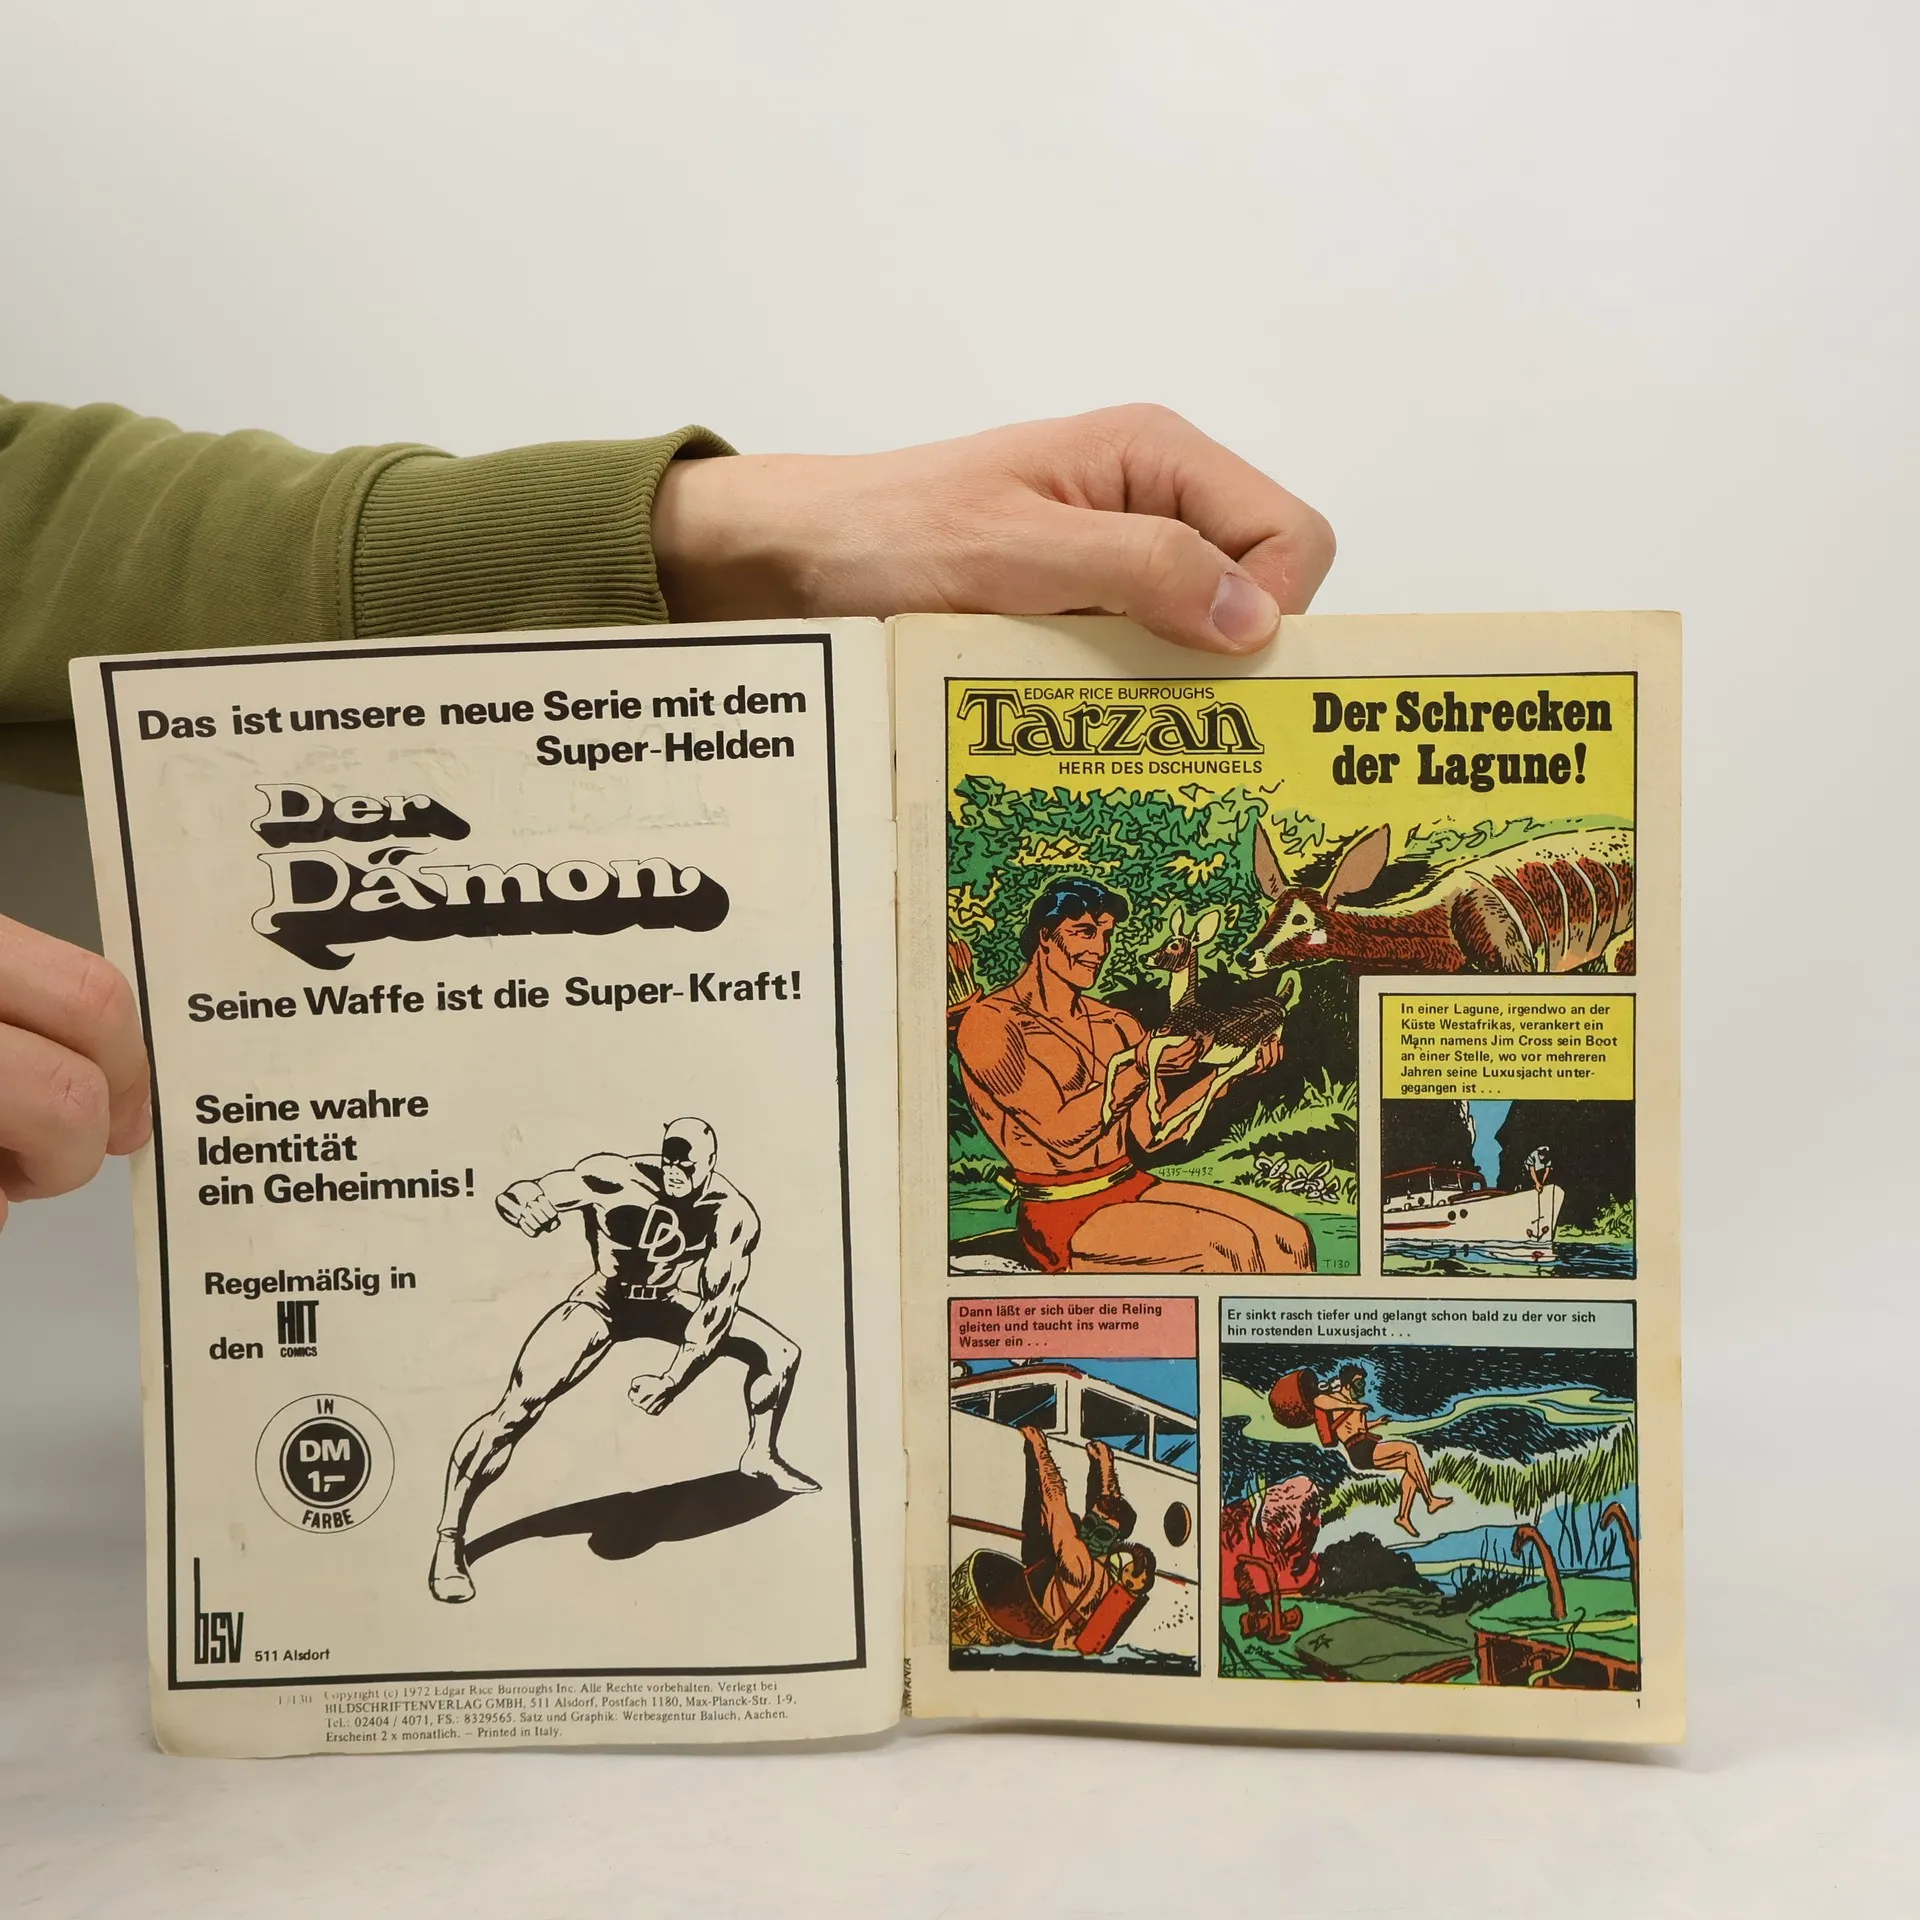 Das ist unsere neue Serie mit dem
Super-Helden
Der
Dämon
Seine Waffe ist die Super-Kraft!
Seine wahre
Identität
ein Geheimnis!
DD
Regelmäßig in
den HIT
COMICS
IN
DM
1,-
FARBE
bsv 511 Alsdorf
Copyright (c) 1972 Edgar Rice Burroughs Inc. Alle Rechte vorbehalten. Verlegt bei
BILDSCHRIFTENVERLAG GMBH, 511 Alsdorf, Postfach 1180, Max-Planck-Str. 1-9,
Tel.: 02404 / 4071, FS.: 8329565. Satz und Graphik: Werbeagentur Baluch, Aachen.
Erscheint 2 x monatlich. – Printed in Italy.
EDGAR RICE BURROUGHS
Tarzan
HERR DES DSCHUNGELS
Der Schrecken
der Lagune!
4375-4432
T130
In einer Lagune, irgendwo an der
Küste Westafrikas, verankert ein
Mann namens Jim Cross sein Boot
an einer Stelle, wo vor mehreren
Jahren seine Luxusjacht unter-
gegangen ist . . .
Dann läßt er sich über die Reling
gleiten und taucht ins warme
Wasser ein . . .
Er sinkt rasch tiefer und gelangt schon bald zu der vor sich
hin rostenden Luxusjacht . . .
1